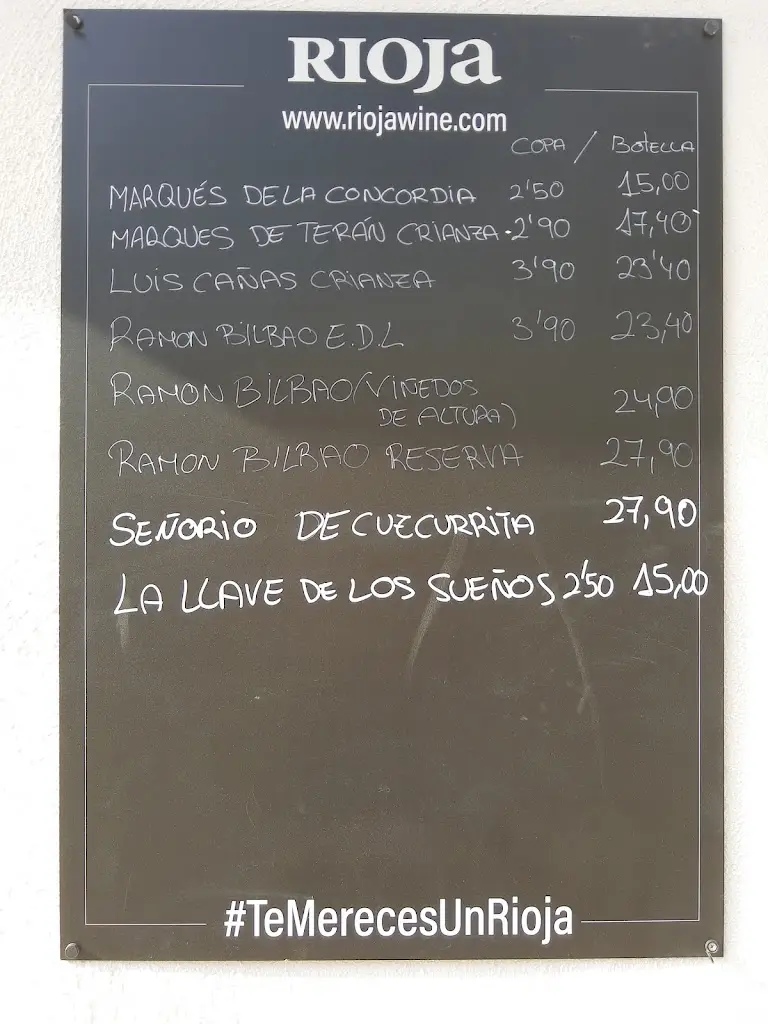 RIOJa
www.riojawine.com
COPA / BOTELLA
MARQUÉS DE LA CONCORDIA 2'50 15,00
MARQUES DE TERÁN CRIANZA 2'90 17,40
LUIS CAÑAS CRIANZA 3'90 23'40
RAMON BILBAO E.D.L 3'90 23,40
RAMON BILBAO (VIÑEDOS
DE ALTURA) 24,90
RAMON BILBAO RESERVA 27,90
SEÑORIO DE CUZCURRITA 27,90
LA LLAVE DE LOS SUEÑOS 2'50 15,00
#TeMerecesUnRioja